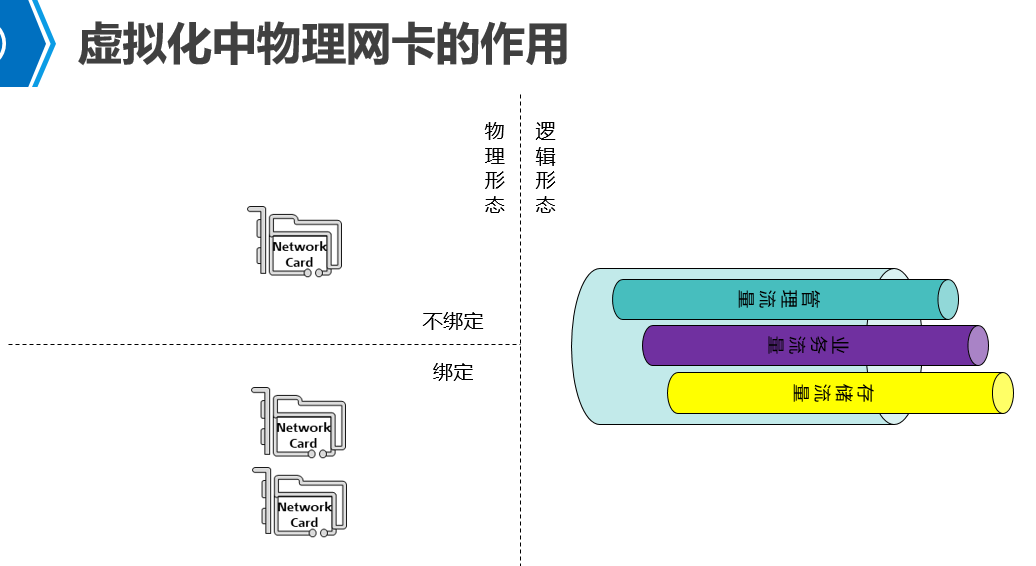 虚拟化中物理网卡的作用
物理形态
逻辑形态
Network
Card
不绑定
绑定
Network
Card
Network
Card
管理流量
业务流量
存储流量